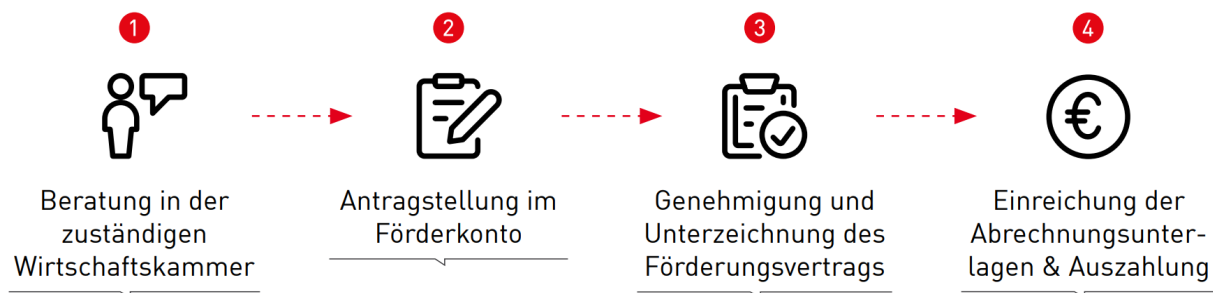 1
Beratung in der
zuständigen
Wirtschaftskammer
2
Antragstellung im
Förderkonto
3
Genehmigung und
Unterzeichnung des
Förderungsvertrags
4
€
Einreichung der
Abrechnungsunter-
lagen & Auszahlung